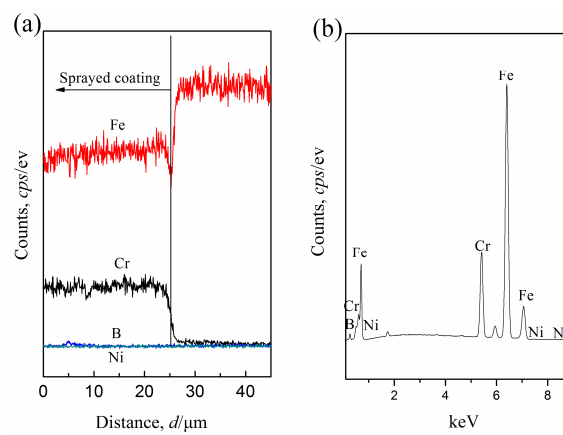 (a)
Sprayed coating
Fe
Cr
B
Ni
Counts, cps/ev
0 10 20 30 40
Distance, d/μm
(b)
Fe
Fe
Cr
Cr
Fe
B
Ni
Ni
N
Counts, cps/ev
2 4 6 8
keV